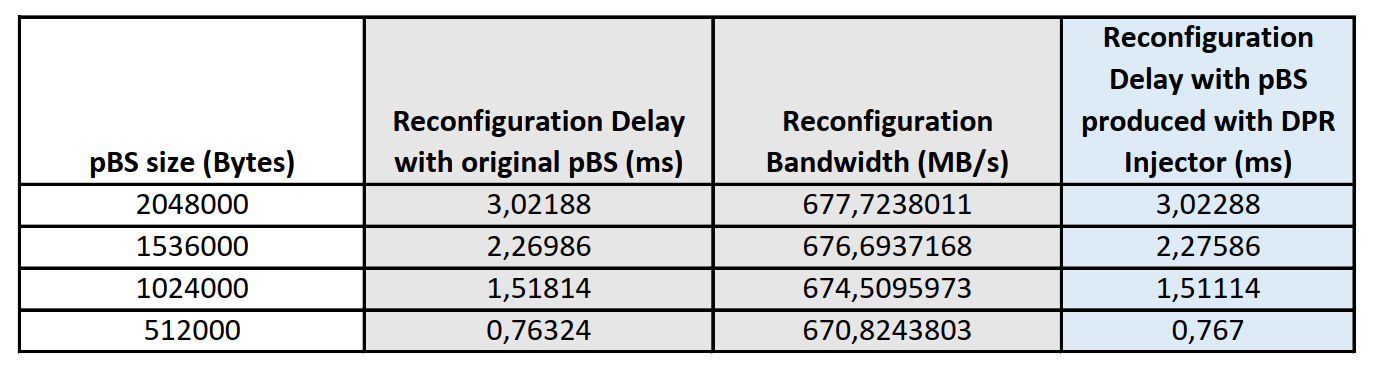 pBS size (Bytes)
Reconfiguration Delay
with original pBS (ms)
Reconfiguration
Bandwidth (MB/s)
Reconfiguration
Delay with pBS
produced with DPR
Injector (ms)
2048000 3,02188 677,7238011 3,02288
1536000 2,26986 676,6937168 2,27586
1024000 1,51814 674,5095973 1,51114
512000 0,76324 670,8243803 0,767